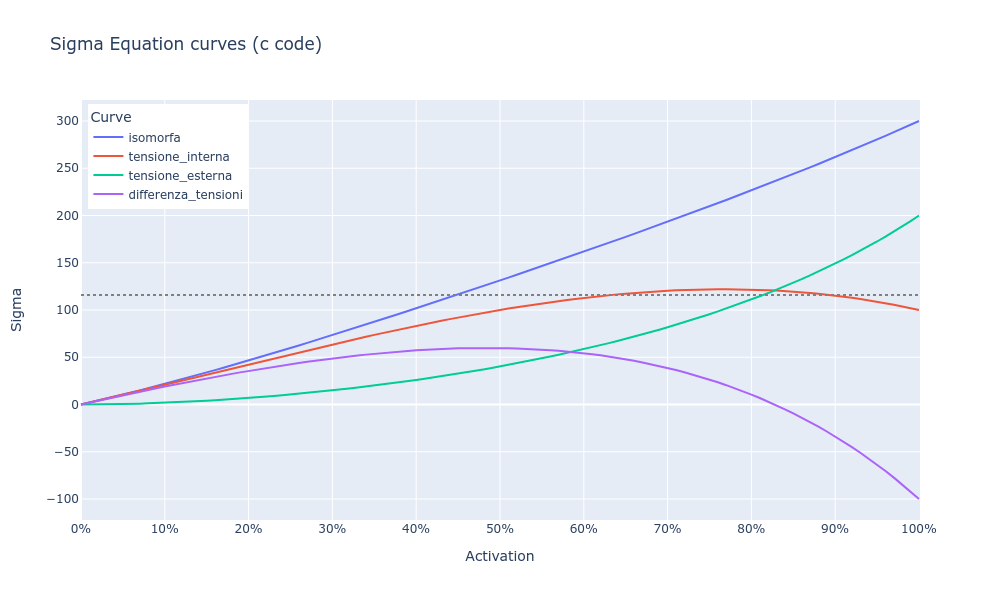 Sigma Equation curves (c code)
Curve
isomorfa
tensione_interna
tensione_esterna
differenza_tensioni
300
250
200
150
100
50
0
−50
−100
Sigma
0% 10% 20% 30% 40% 50% 60% 70% 80% 90% 100%
Activation